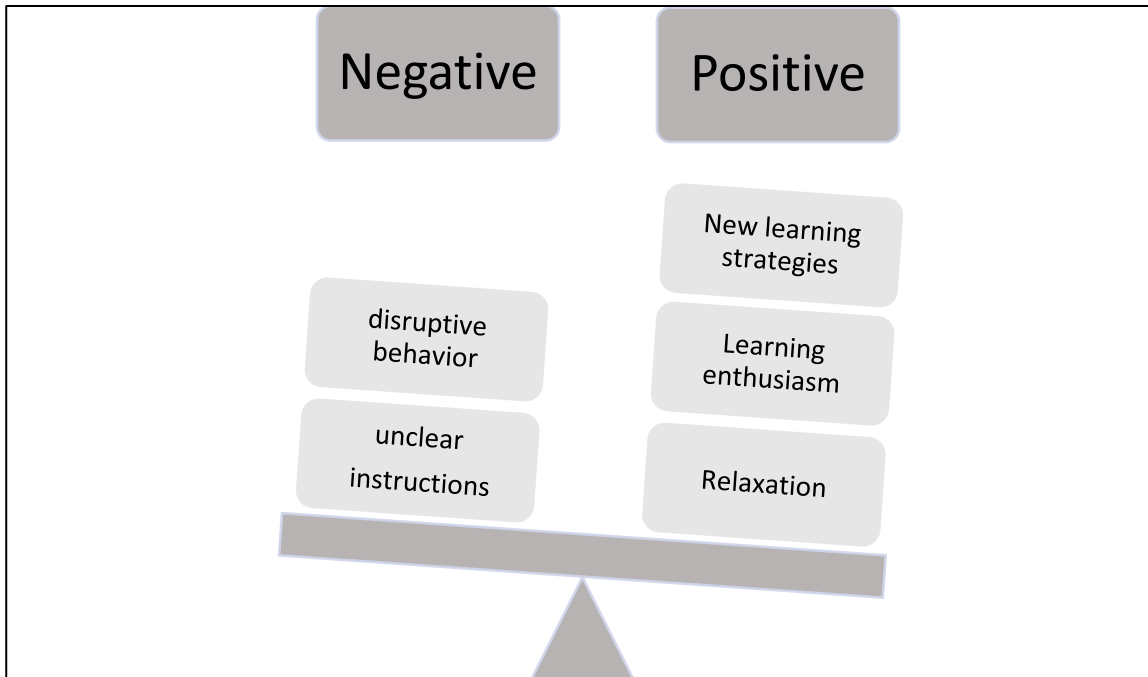 Negative
Positive
New learning
strategies
disruptive
behavior
Learning
enthusiasm
unclear
instructions
Relaxation